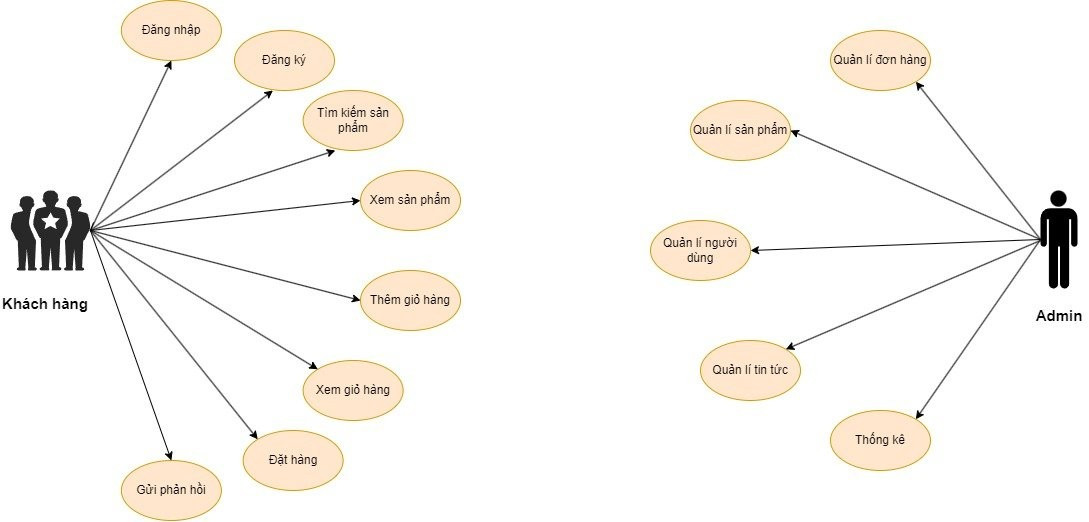 Đăng nhập
Đăng ký
Tìm kiếm sản
phẩm
Xem sản phẩm
Thêm giỏ hàng
Xem giỏ hàng
Đặt hàng
Gửi phản hồi
Khách hàng
Quản lí đơn hàng
Quản lí sản phẩm
Quản lí người
dùng
Quản lí tin tức
Thống kê
Admin